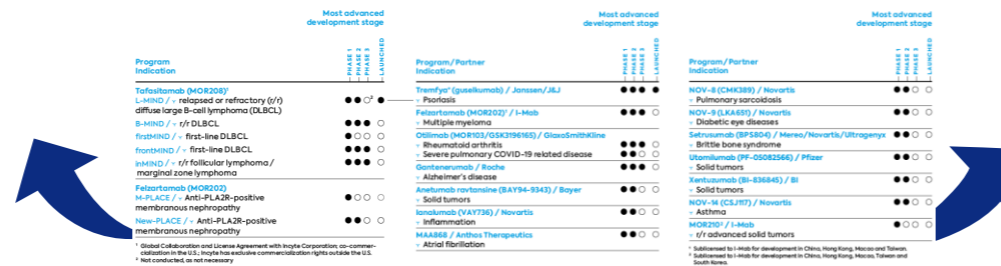 Most advanced
development stage
Program
Indication
PHASE 1
PHASE 2
PHASE 3
LAUNCHED
Tafasitamab (MOR208)¹
L-MIND / relapsed or refractory (r/r)
diffuse large B-cell lymphoma (DLBCL)
2
B-MIND / r/r DLBCL
firstMIND / first-line DLBCL
frontMIND / first-line DLBCL
inMIND / r/r follicular lymphoma /
marginal zone lymphoma
Felzartamab (MOR202)
M-PLACE / Anti-PLA2R-positive
membranous nephropathy
New-PLACE / Anti-PLA2R-positive
membranous nephropathy
¹ Global Collaboration and License Agreement with Incyte Corporation; co-commer-
cialization in the U.S.; Incyte has exclusive commercialization rights outside the U.S.
² Not conducted, as not necessary
Most advanced
development stage
Program/Partner
Indication
PHASE 1
PHASE 2
PHASE 3
LAUNCHED
Tremfya® (guselkumab) / Janssen/J&J
Psoriasis
Felzartamab (MOR202)¹ / I-Mab
Multiple myeloma
Otilimab (MOR103/GSK3196165) / GlaxoSmithKline
Rheumatoid arthritis
Severe pulmonary COVID-19 related disease
Gantenerumab / Roche
Alzheimer's disease
Anetumab ravtansine (BAY94-9343) / Bayer
Solid tumors
Ianalumab (VAY736) / Novartis
Inflammation
MAA868 / Anthos Therapeutics
Atrial fibrillation
Most advanced
development stage
Program/Partner
Indication
PHASE 1
PHASE 2
PHASE 3
LAUNCHED
NOV-8 (CMK389) / Novartis
Pulmonary sarcoidosis
NOV-9 (LKA651) / Novartis
Diabetic eye diseases
Setrusumab (BPS804) / Mereo/Novartis/Ultragenyx
Brittle bone syndrome
Utomilumab (PF-05082566) / Pfizer
Solid tumors
Xentuzumab (BI-836845) / BI
Solid tumors
NOV-14 (CSJ117) / Novartis
Asthma
MOR210² / I-Mab
r/r advanced solid tumors
¹ Sublicensed to I-Mab for development in China, Hong Kong, Macao and Taiwan.
² Sublicensed to I-Mab for development in China, Hong Kong, Macao, Taiwan and
South Korea.